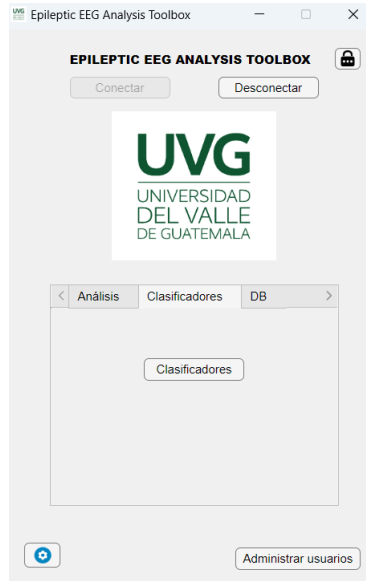 UVG Epileptic EEG Analysis Toolbox
EPILEPTIC EEG ANALYSIS TOOLBOX
Conectar Desconectar
UVG
UNIVERSIDAD
DEL VALLE
DE GUATEMALA
Análisis Clasificadores DB
Clasificadores
Administrar usuarios